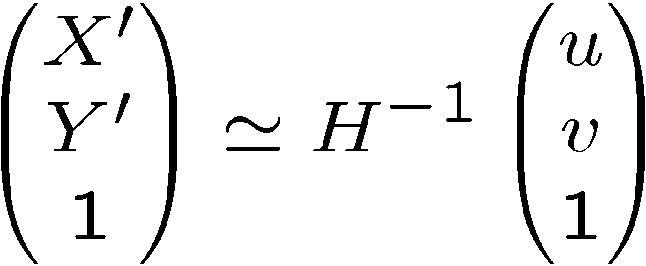 (X′ Y′ 1) ≃ H⁻¹ (u v 1)